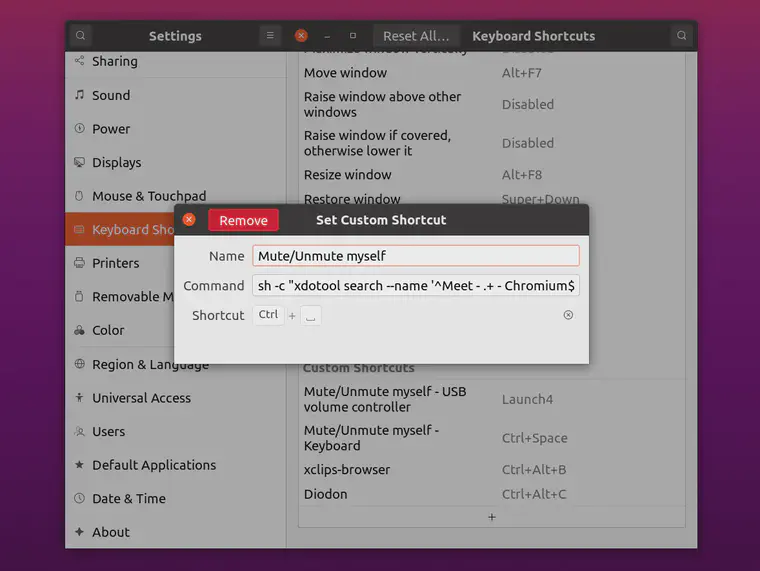 Settings
Reset All...
Keyboard Shortcuts
Sharing
Sound
Power
Displays
Mouse & Touchpad
Keyboard Sho
Printers
Removable M
Color
Region & Language
Universal Access
Users
Default Applications
Date & Time
About
Maximize window vertically
Disabled
Move window
Alt+F7
Raise window above other
windows
Disabled
Raise window if covered,
otherwise lower it
Disabled
Resize window
Alt+F8
Restore window
Super+Down
Remove
Set Custom Shortcut
Name
Mute/Unmute myself
Command
sh -c "xdotool search --name '^Meet - .+ - Chromium$
Shortcut
Ctrl + ⎵
Custom Shortcuts
Mute/Unmute myself - USB
volume controller
Launch4
Mute/Unmute myself -
Keyboard
Ctrl+Space
xclips-browser
Ctrl+Alt+B
Diodon
Ctrl+Alt+C
+